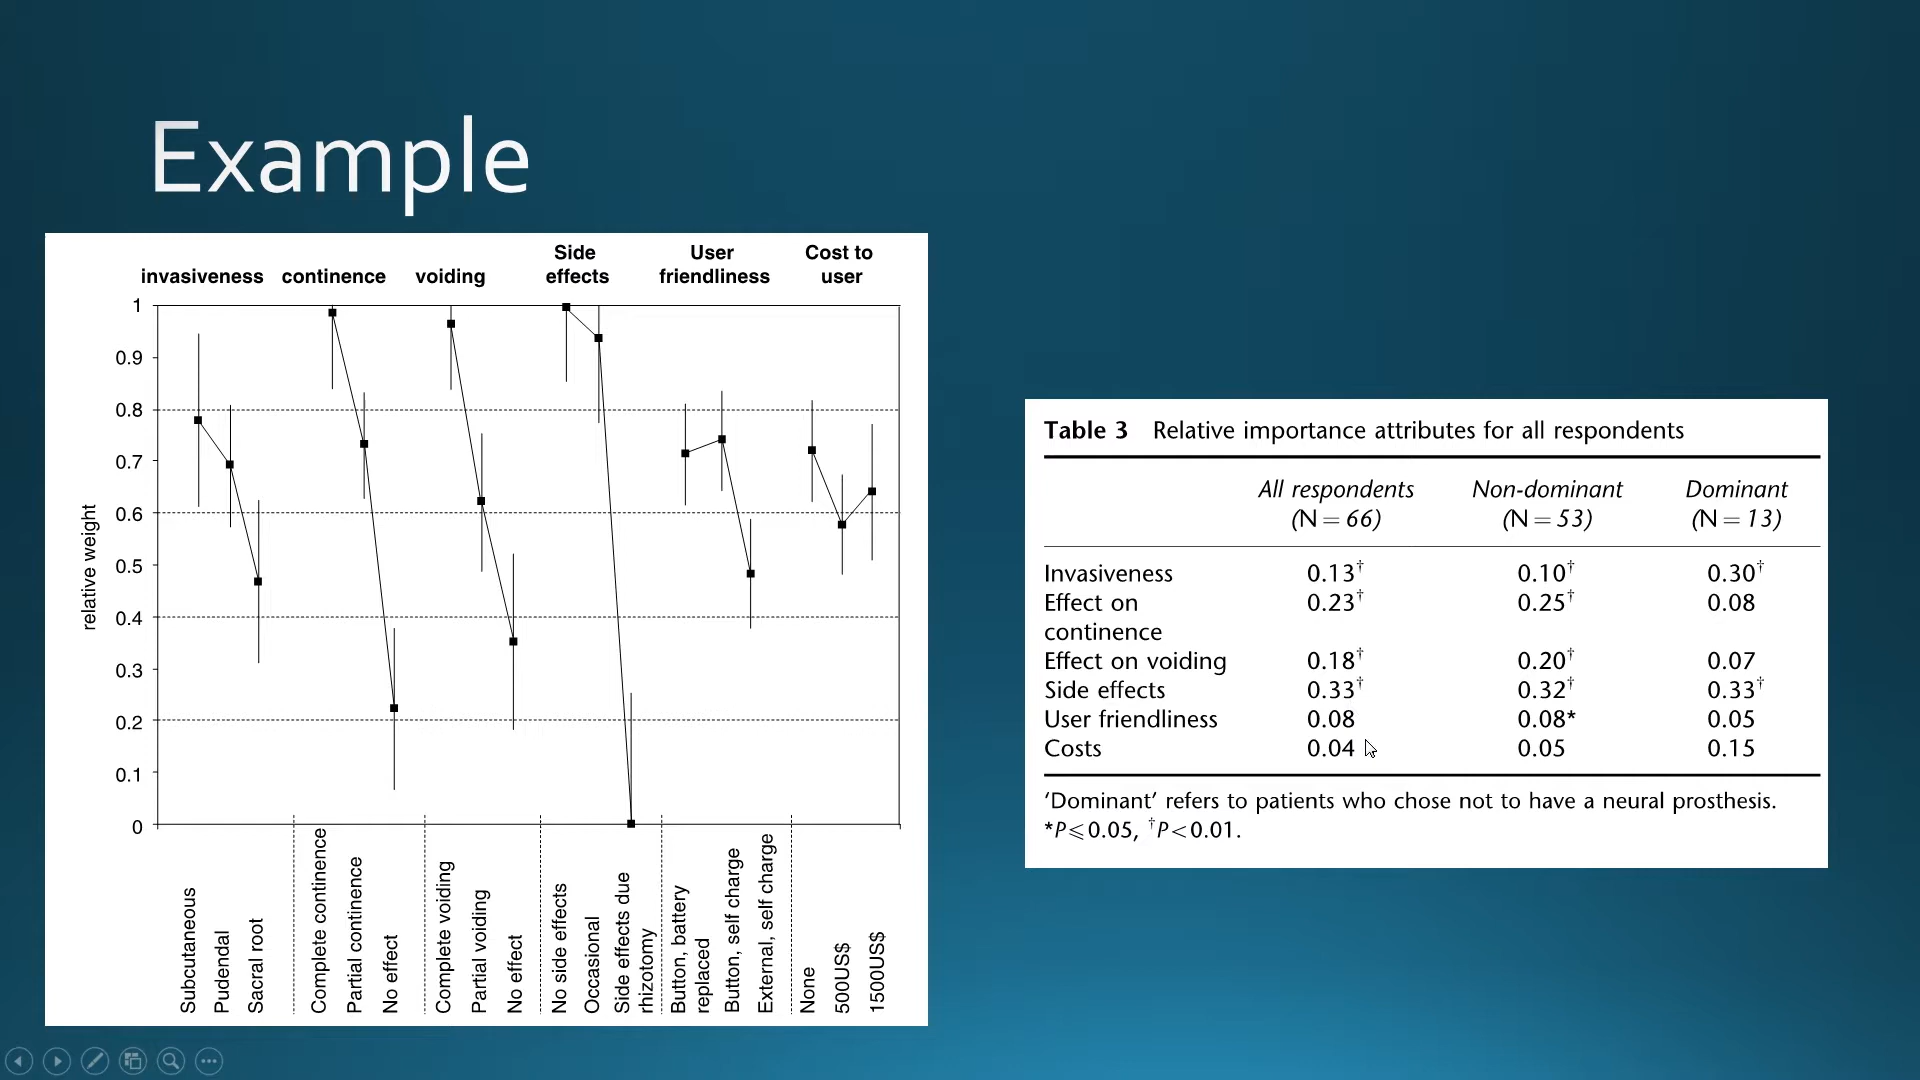 Example
invasiveness continence voiding Side effects User friendliness Cost to user
1
0.9
0.8
0.7
0.6
0.5
0.4
0.3
0.2
0.1
0
relative weight
Subcutaneous
Pudendal
Sacral root
Complete continence
Partial continence
No effect
Complete voiding
Partial voiding
No effect
No side effects
Occasional
Side effects due
rhizotomy
Button, battery
replaced
Button, self charge
External, self charge
None
500US$
1500US$
Table 3 Relative importance attributes for all respondents
All respondents Non-dominant Dominant
(N = 66) (N = 53) (N = 13)
Invasiveness 0.13† 0.10† 0.30†
Effect on 0.23† 0.25† 0.08
continence
Effect on voiding 0.18† 0.20† 0.07
Side effects 0.33† 0.32† 0.33†
User friendliness 0.08 0.08* 0.05
Costs 0.04 0.05 0.15
‘Dominant’ refers to patients who chose not to have a neural prosthesis.
*P⩽0.05, †P<0.01.